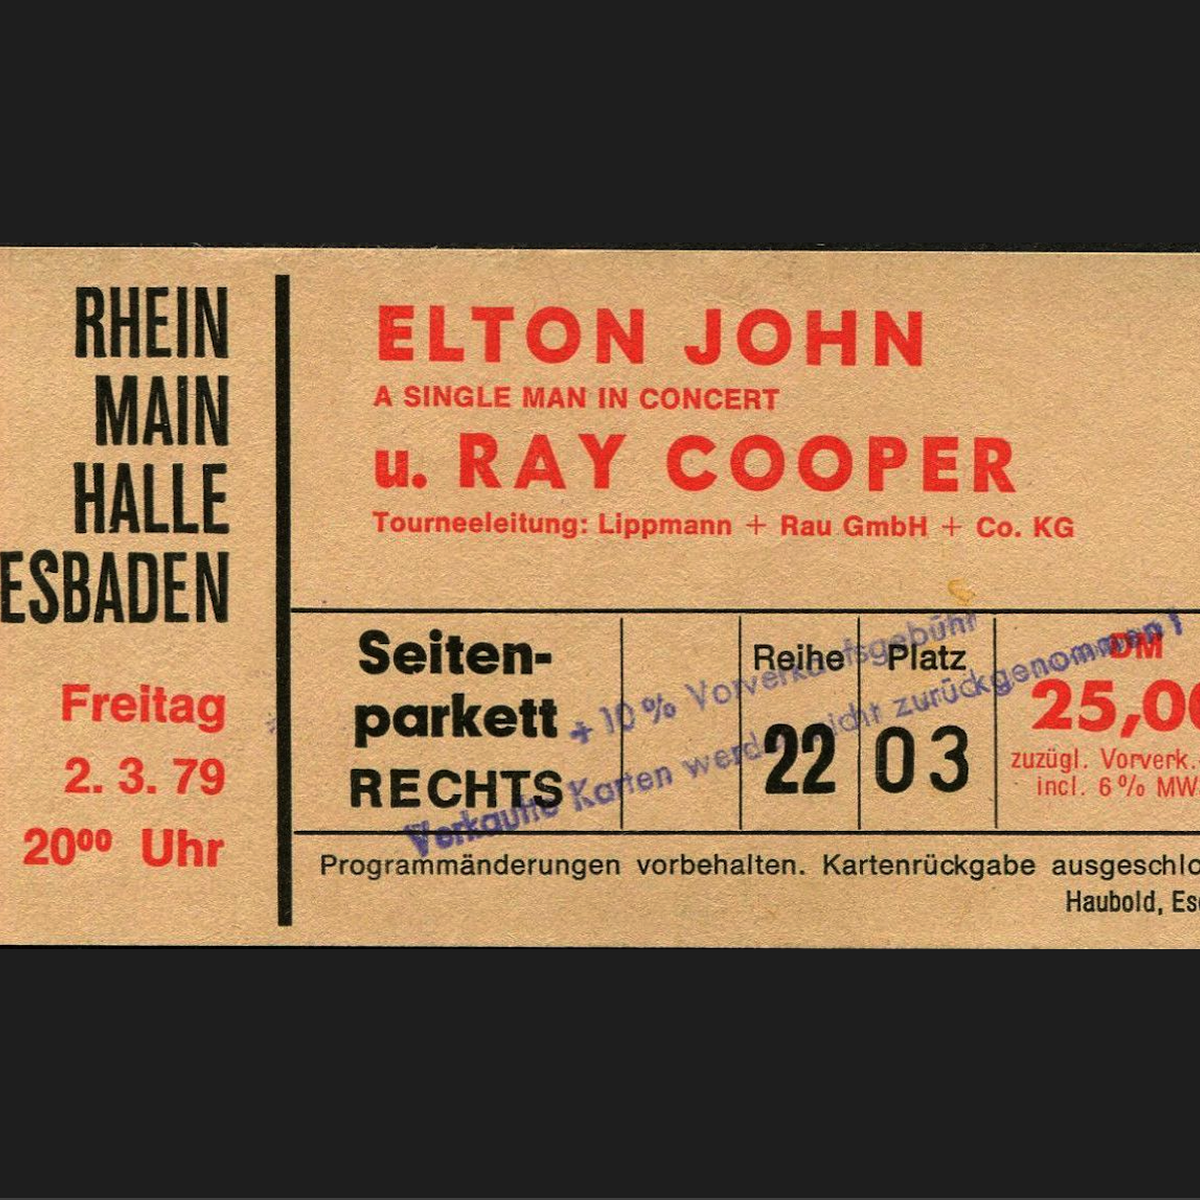 RHEIN
MAIN
HALLE
ESBADEN
Freitag
2. 3. 79
20⁰⁰ Uhr
ELTON JOHN
A SINGLE MAN IN CONCERT
u. RAY COOPER
Tourneeleitung: Lippmann + Rau GmbH + Co. KG
Seiten-
parkett
RECHTS
Reihe
22
Platz
03
DM
25,00
zuzügl. Vorverk.-
incl. 6% MW
+ 10% Vorverkaufsgebühr
Verkaufte Karten werden nicht zurückgenommen!
Programmänderungen vorbehalten. Kartenrückgabe ausgeschlo
Haubold, Es